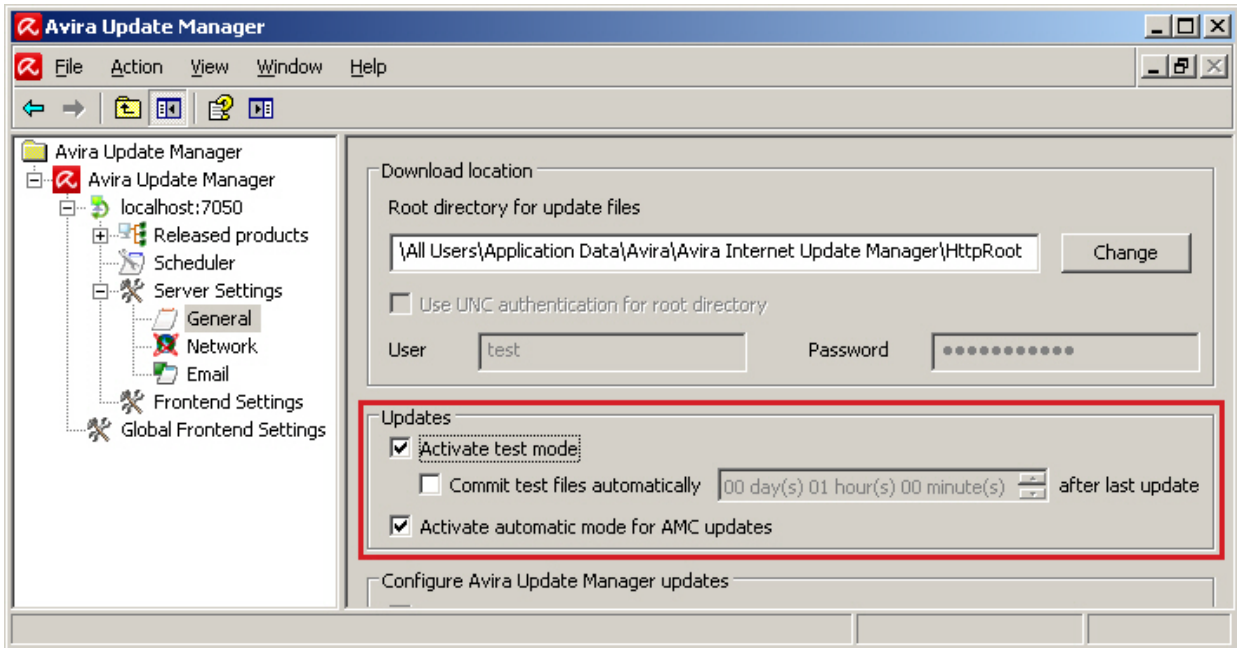 Avira Update Manager
File Action View Window Help
Avira Update Manager
Avira Update Manager
localhost:7050
Released products
Scheduler
Server Settings
General
Network
Email
Frontend Settings
Global Frontend Settings
Download location
Root directory for update files
\All Users\Application Data\Avira\Avira Internet Update Manager\HttpRoot Change
Use UNC authentication for root directory
User test Password
Updates
Activate test mode
Commit test files automatically 00 day(s) 01 hour(s) 00 minute(s) after last update
Activate automatic mode for AMC updates
Configure Avira Update Manager updates